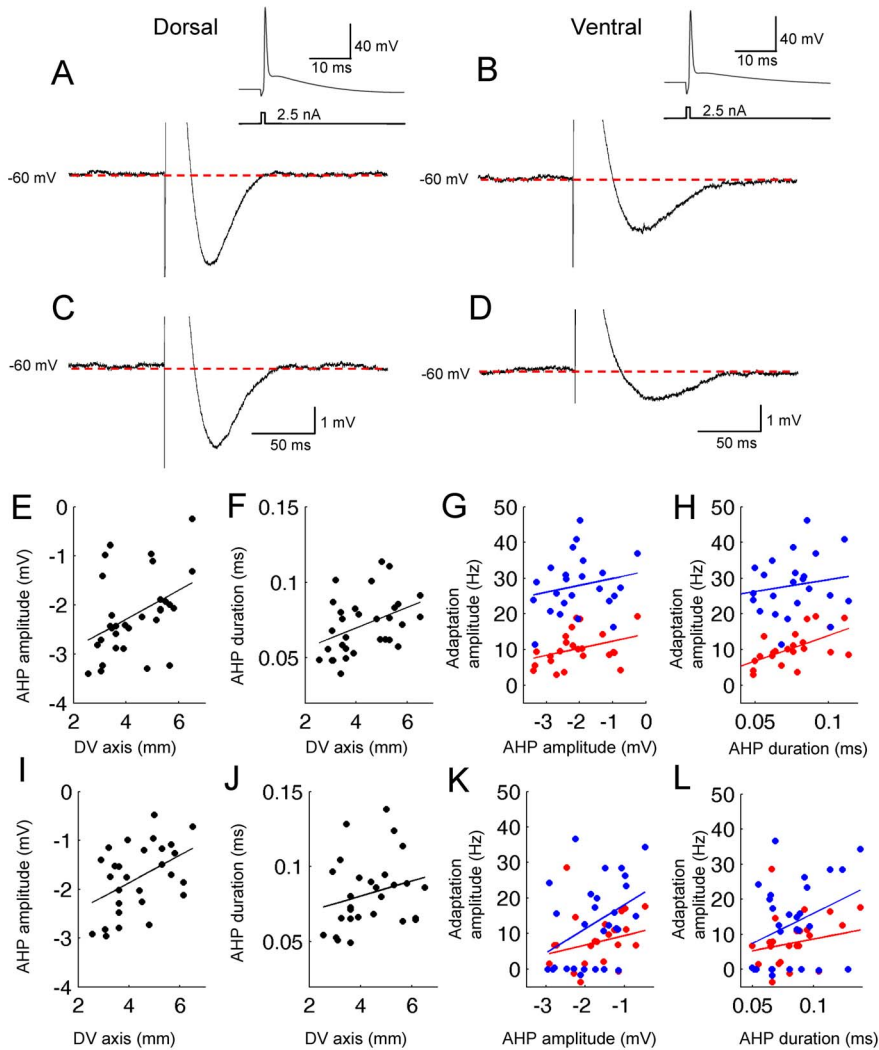 Dorsal
Ventral
40 mV
10 ms
40 mV
10 ms
A
B
2.5 nA
2.5 nA
-60 mV
-60 mV
C
D
-60 mV
-60 mV
1 mV
50 ms
1 mV
50 ms
E
AHP amplitude (mV)
0
-1
-2
-3
-4
2 4 6
DV axis (mm)
F
AHP duration (ms)
0.15
0.1
0.05
2 4 6
DV axis (mm)
G
Adaptation
amplitude (Hz)
50
40
30
20
10
0
-3 -2 -1 0
AHP amplitude (mV)
H
Adaptation
amplitude (Hz)
50
40
30
20
10
0
0.05 0.1
AHP duration (ms)
I
AHP amplitude (mV)
0
-1
-2
-3
-4
2 4 6
DV axis (mm)
J
AHP duration (ms)
0.15
0.1
0.05
2 4 6
DV axis (mm)
K
Adaptation
amplitude (Hz)
50
40
30
20
10
0
-3 -2 -1
AHP amplitude (mV)
L
Adaptation
amplitude (Hz)
50
40
30
20
10
0
0.05 0.1
AHP duration (ms)